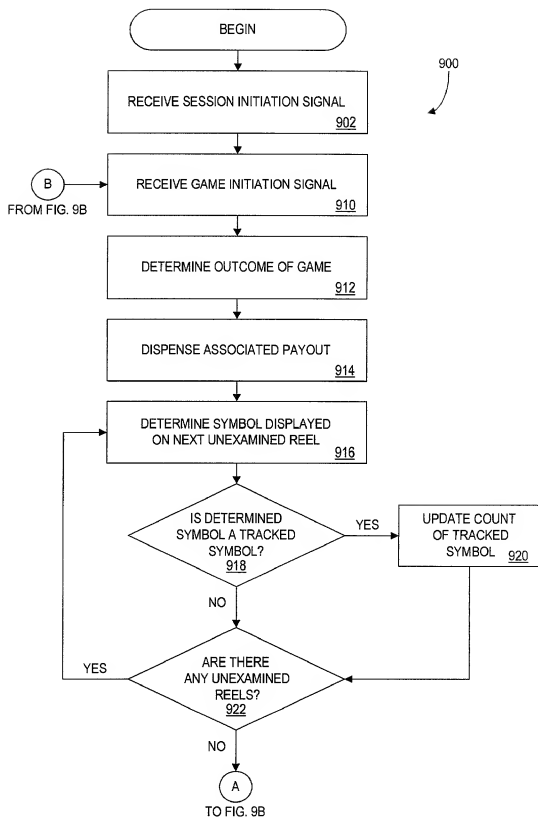 BEGIN
900
RECEIVE SESSION INITIATION SIGNAL
902
B
FROM FIG. 9B
RECEIVE GAME INITIATION SIGNAL
910
DETERMINE OUTCOME OF GAME
912
DISPENSE ASSOCIATED PAYOUT
914
DETERMINE SYMBOL DISPLAYED
ON NEXT UNEXAMINED REEL
916
IS DETERMINED
SYMBOL A TRACKED
SYMBOL?
918
YES
UPDATE COUNT
OF TRACKED
SYMBOL
920
NO
YES
ARE THERE
ANY UNEXAMINED
REELS?
922
NO
A
TO FIG. 9B